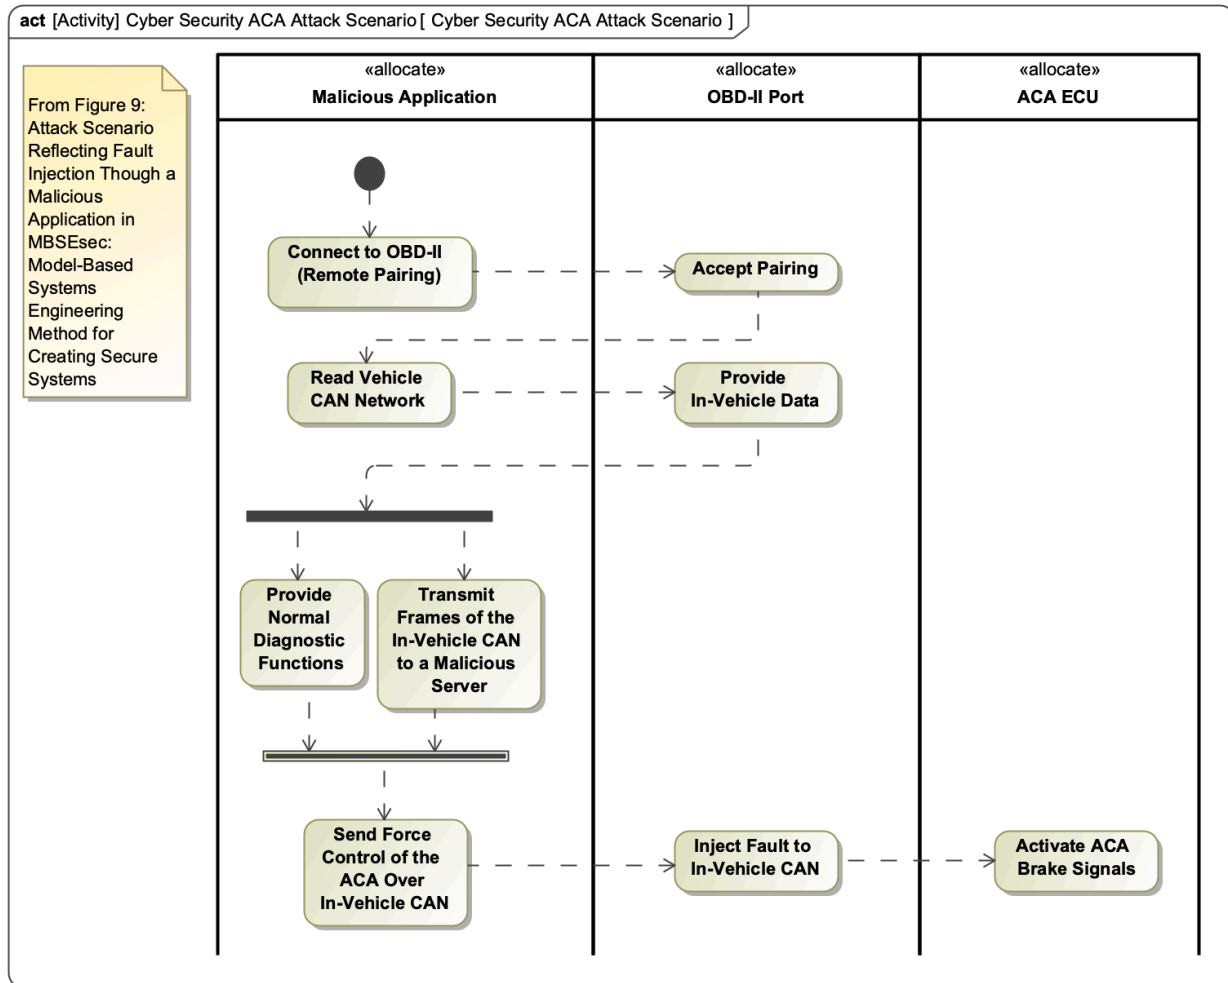 act [Activity] Cyber Security ACA Attack Scenario [ Cyber Security ACA Attack Scenario ]
From Figure 9:
Attack Scenario
Reflecting Fault
Injection Though a
Malicious
Application in
MBSEsec:
Model-Based
Systems
Engineering
Method for
Creating Secure
Systems
«allocate»
Malicious Application
«allocate»
OBD-II Port
«allocate»
ACA ECU
Connect to OBD-II
(Remote Pairing)
Accept Pairing
Read Vehicle
CAN Network
Provide
In-Vehicle Data
Provide
Normal
Diagnostic
Functions
Transmit
Frames of the
In-Vehicle CAN
to a Malicious
Server
Send Force
Control of the
ACA Over
In-Vehicle CAN
Inject Fault to
In-Vehicle CAN
Activate ACA
Brake Signals